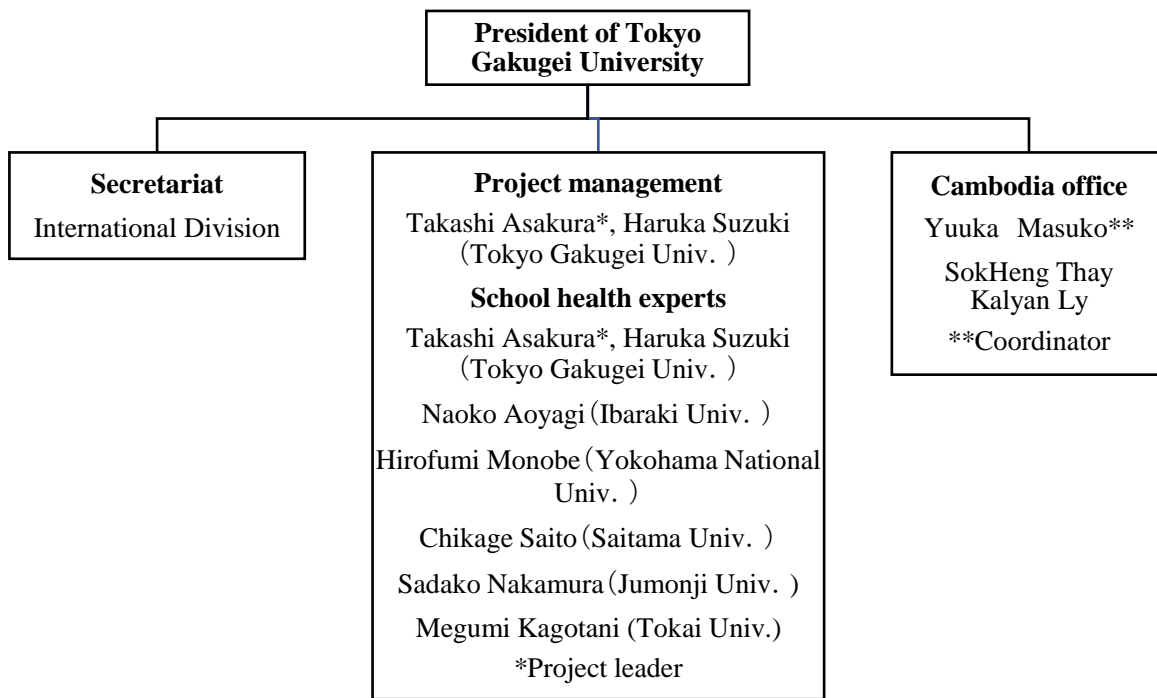 President of Tokyo
Gakugei University
Secretariat
International Division
Project management
Takashi Asakura*, Haruka Suzuki
（Tokyo Gakugei Univ. ）
School health experts
Takashi Asakura*, Haruka Suzuki
（Tokyo Gakugei Univ. ）
Naoko Aoyagi（Ibaraki Univ. ）
Hirofumi Monobe（Yokohama National
Univ. ）
Chikage Saito（Saitama Univ. ）
Sadako Nakamura（Jumonji Univ. )
Megumi Kagotani (Tokai Univ.)
*Project leader
Cambodia office
Yuuka Masuko**
SokHeng Thay
Kalyan Ly
**Coordinator